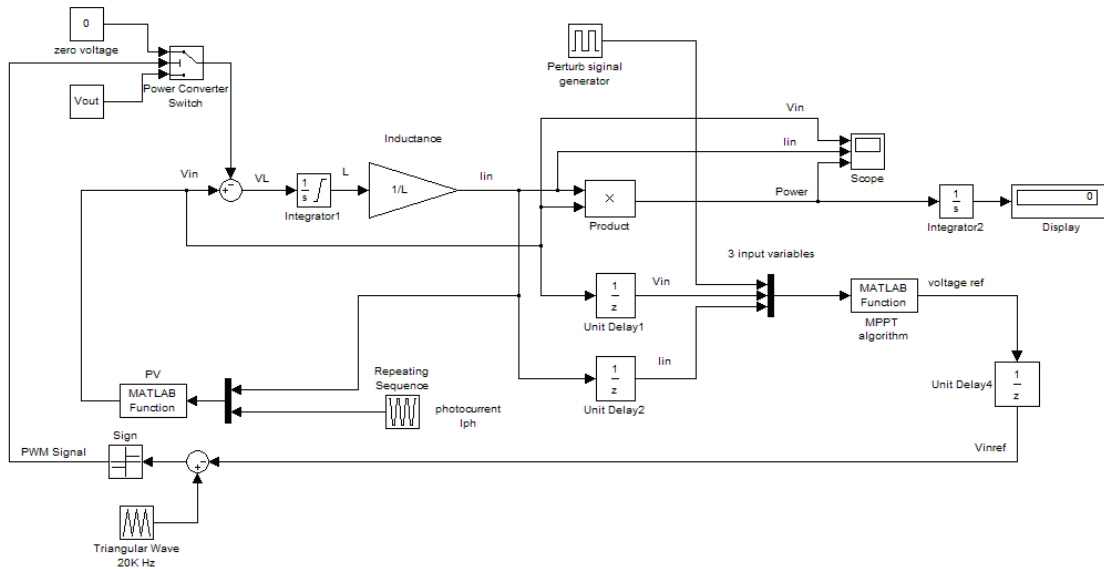 0
zero voltage
Vout
Power Converter
Switch
Perturb siginal
generator
Vin
Iin
Scope
Inductance
Vin
VL
1
s
Integrator1
L
1/L
Iin
×
Product
Power
1
s
Integrator2
0
Display
3 input variables
Vin
1
z
Unit Delay1
Iin
1
z
Unit Delay2
MATLAB
Function
MPPT
algorithm
voltage ref
Unit Delay4
1
z
Vinref
PV
MATLAB
Function
Repeating
Sequence
photocurrent
Iph
Sign
PWM Signal
Triangular Wave
20K Hz